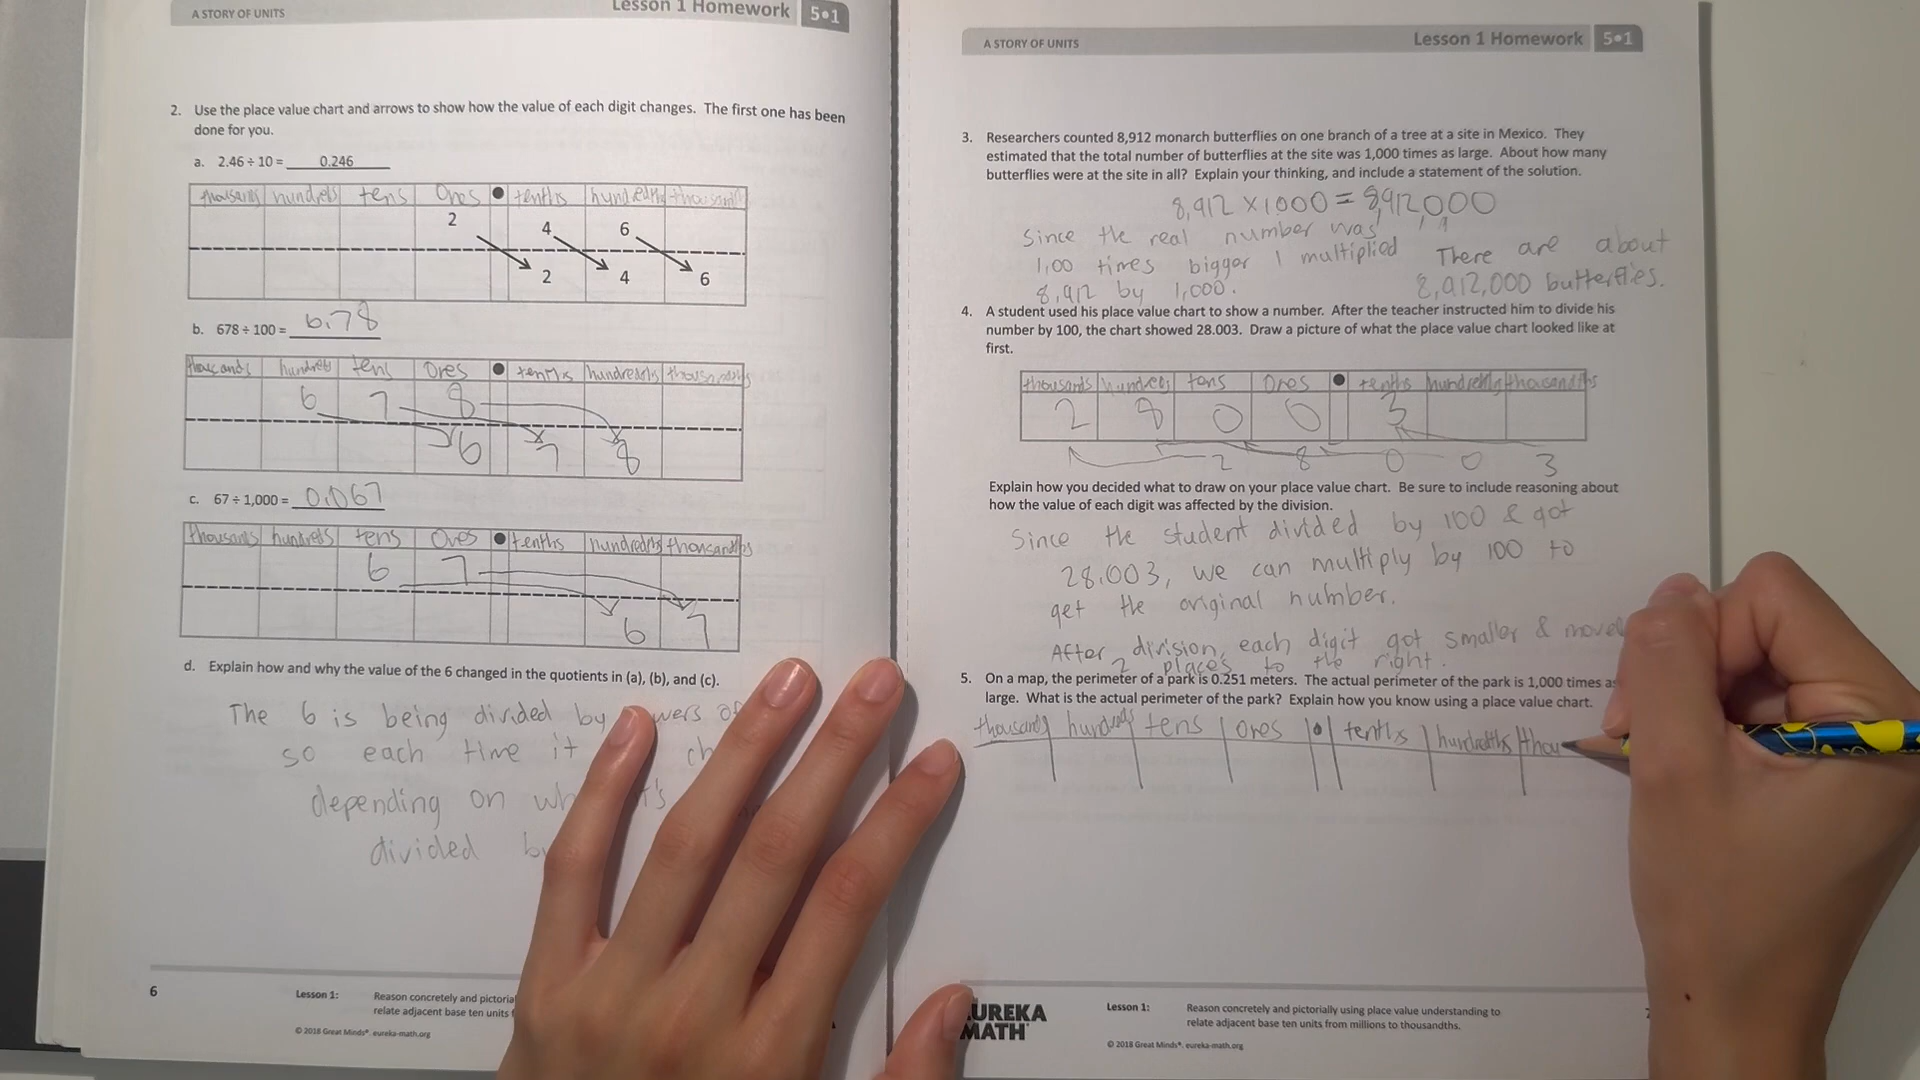 A STORY OF UNITS
Lesson 1 Homework 5•1
2. Use the place value chart and arrows to show how the value of each digit changes. The first one has been
done for you.
a. 2.46 ÷ 10 = 0.246
thousands hundreds tens Ones • tenths hundredths
2 4 6
2 4 6
b. 678 ÷ 100 = 6.78
thousands hundreds tens Ones • tenths hundredths thousandths
6 7 8
6 7 8
c. 67 ÷ 1,000 = 0.067
thousands hundreds tens Ones • tenths hundredths thousandths
6 7
6 7
d. Explain how and why the value of the 6 changed in the quotients in (a), (b), and (c).
The 6 is being divided by
so each time it
depending on
divided
6
Lesson 1: Reason concretely and
relate adjacent base ten units
© 2018 Great Minds®. eureka-math.org
A STORY OF UNITS
Lesson 1 Homework 5•1
3. Researchers counted 8,912 monarch butterflies on one branch of a tree at a site in Mexico. They
estimated that the total number of butterflies at the site was 1,000 times as large. About how many
butterflies were at the site in all? Explain your thinking, and include a statement of the solution.
8,912 × 1000 = 8,912,000
Since the real number was
1,00 times bigger I multiplied
8,912 by 1,000.
There are about
8,912,000 butterflies.
4. A student used his place value chart to show a number. After the teacher instructed him to divide his
number by 100, the chart showed 28.003. Draw a picture of what the place value chart looked like at
first.
thousands hundreds tens Ones • tenths hundredths thousandths
2 8 0 0 3
2 8 0 0 3
Explain how you decided what to draw on your place value chart. Be sure to include reasoning about
how the value of each digit was affected by the division.
Since the student divided by 100 & got
28.003, we can multiply by 100 to
get the original number.
After division, each digit got smaller & moved
2 places to the right.
5. On a map, the perimeter of a park is 0.251 meters. The actual perimeter of the park is 1,000 times as
large. What is the actual perimeter of the park? Explain how you know using a place value chart.
thousands hundreds tens ones • tenths hundredths thou
EUREKA
MATH
Lesson 1: Reason concretely and pictorially using place value understanding to
relate adjacent base ten units from millions to thousandths.
© 2018 Great Minds®. eureka-math.org